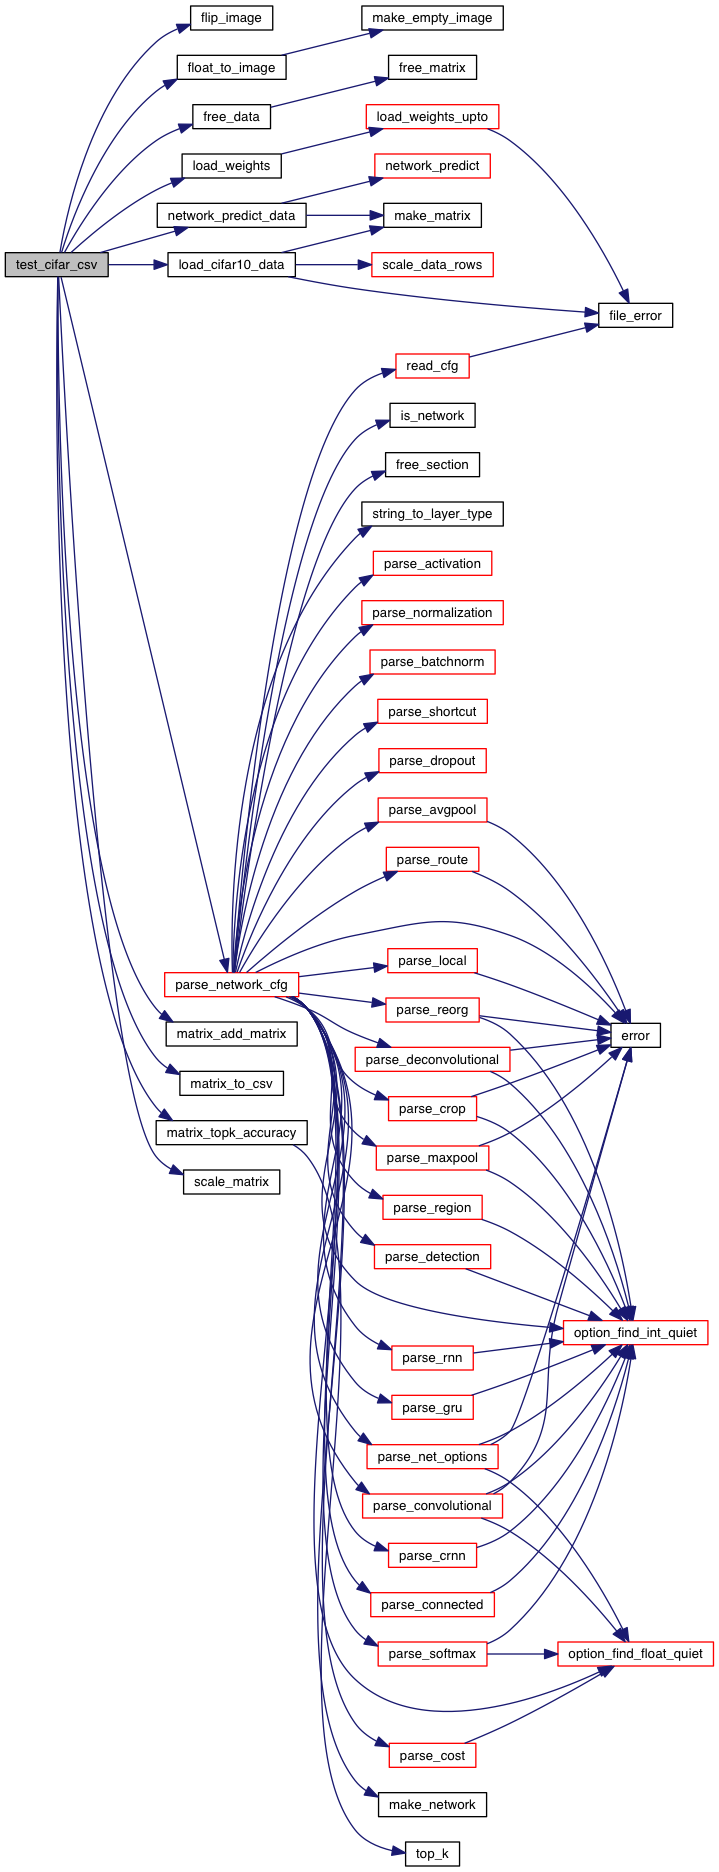 flip_image
make_empty_image
float_to_image
free_matrix
free_data
load_weights_upto
load_weights
network_predict
network_predict_data
make_matrix
test_cifar_csv
load_cifar10_data
scale_data_rows
file_error
read_cfg
is_network
free_section
string_to_layer_type
parse_activation
parse_normalization
parse_batchnorm
parse_shortcut
parse_dropout
parse_avgpool
parse_route
parse_local
parse_network_cfg
parse_reorg
matrix_add_matrix
error
parse_deconvolutional
matrix_to_csv
parse_crop
matrix_topk_accuracy
parse_maxpool
scale_matrix
parse_region
parse_detection
option_find_int_quiet
parse_rnn
parse_gru
parse_net_options
parse_convolutional
parse_crnn
parse_connected
parse_softmax
option_find_float_quiet
parse_cost
make_network
top_k